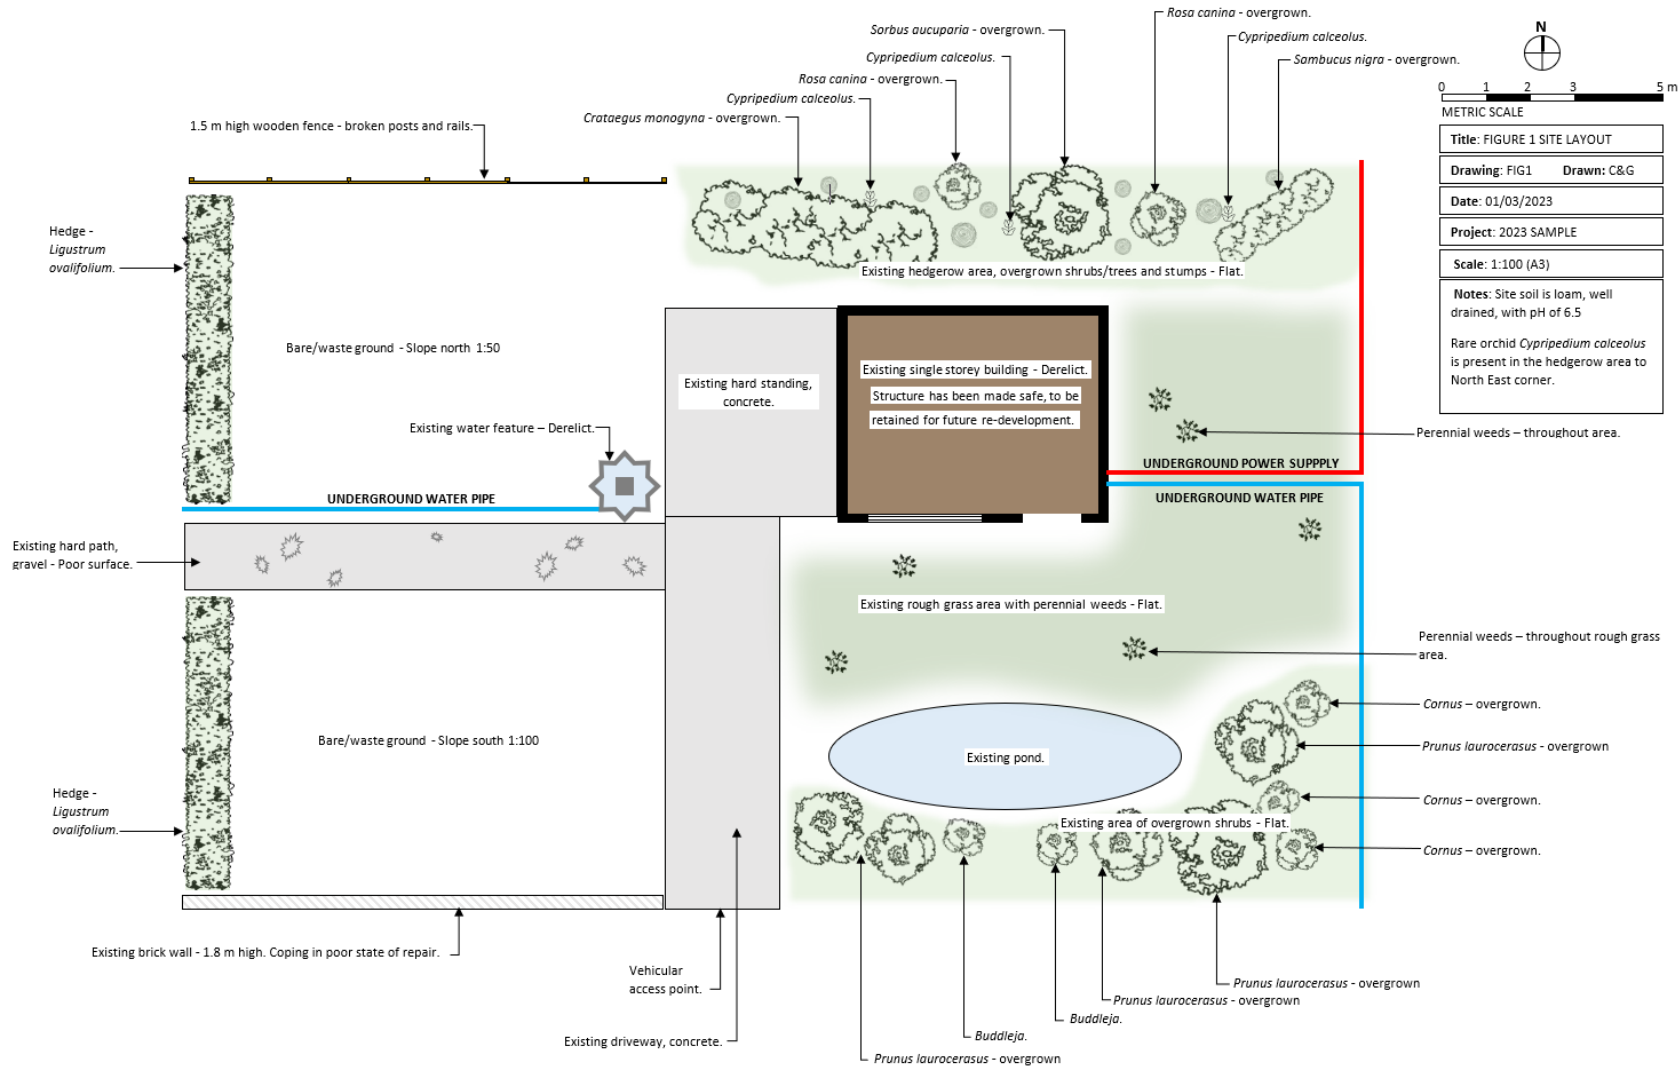 Rosa canina - overgrown.
Sorbus aucuparia - overgrown.
Cypripedium calceolus.
Cypripedium calceolus.
Sambucus nigra - overgrown.
Rosa canina - overgrown.
Cypripedium calceolus.
Crataegus monogyna - overgrown.
1.5 m high wooden fence - broken posts and rails.
N
0 1 2 3 5 m
METRIC SCALE
Title: FIGURE 1 SITE LAYOUT
Drawing: FIG1 Drawn: C&G
Date: 01/03/2023
Project: 2023 SAMPLE
Scale: 1:100 (A3)
Notes: Site soil is loam, well
drained, with pH of 6.5
Rare orchid Cypripedium calceolus
is present in the hedgerow area to
North East corner.
Hedge -
Ligustrum
ovalifolium.
Existing hedgerow area, overgrown shrubs/trees and stumps - Flat.
Bare/waste ground - Slope north 1:50
Existing hard standing,
concrete.
Existing single storey building - Derelict.
Structure has been made safe, to be
retained for future re-development.
Existing water feature – Derelict.
Perennial weeds – throughout area.
UNDERGROUND POWER SUPPPLY
UNDERGROUND WATER PIPE
UNDERGROUND WATER PIPE
Existing hard path,
gravel - Poor surface.
Existing rough grass area with perennial weeds - Flat.
Perennial weeds – throughout rough grass
area.
Cornus – overgrown.
Prunus laurocerasus - overgrown
Bare/waste ground - Slope south 1:100
Existing pond.
Hedge -
Ligustrum
ovalifolium.
Cornus – overgrown.
Existing area of overgrown shrubs - Flat.
Cornus – overgrown.
Existing brick wall - 1.8 m high. Coping in poor state of repair.
Vehicular
access point.
Prunus laurocerasus - overgrown
Prunus laurocerasus - overgrown
Buddleja.
Buddleja.
Existing driveway, concrete.
Prunus laurocerasus - overgrown